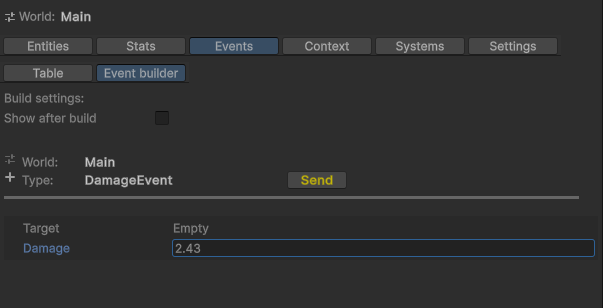 World: Main
Entities Stats Events Context Systems Settings
Table Event builder
Build settings:
Show after build
World: Main
Type: DamageEvent Send
Target Empty
Damage 2.43